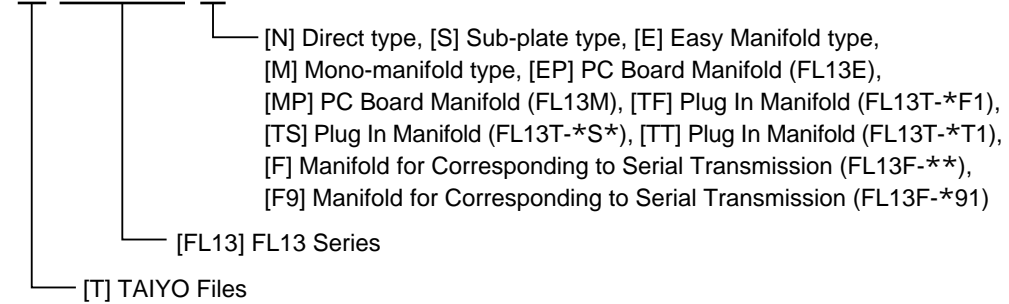 [N] Direct type, [S] Sub-plate type, [E] Easy Manifold type,
[M] Mono-manifold type, [EP] PC Board Manifold (FL13E),
[MP] PC Board Manifold (FL13M), [TF] Plug In Manifold (FL13T-*F1),
[TS] Plug In Manifold (FL13T-*S*), [TT] Plug In Manifold (FL13T-*T1),
[F] Manifold for Corresponding to Serial Transmission (FL13F-**),
[F9] Manifold for Corresponding to Serial Transmission (FL13F-*91)
[FL13] FL13 Series
[T] TAIYO Files